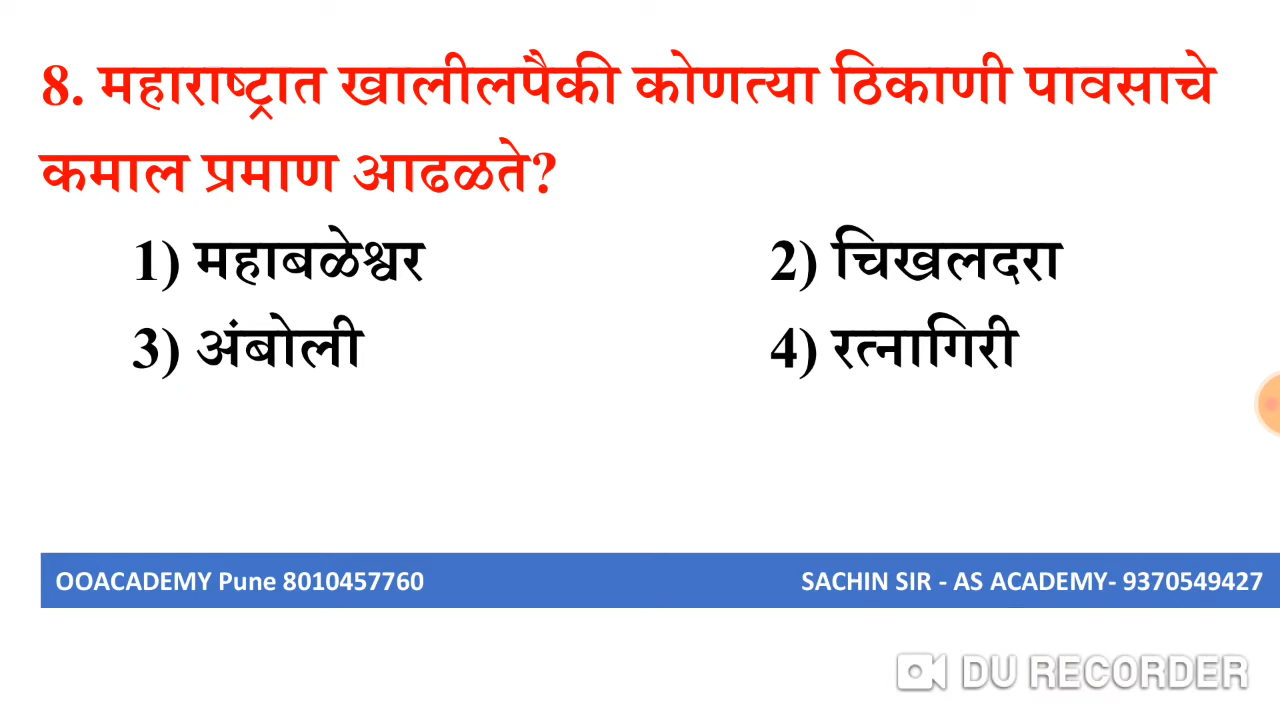 8. महाराष्ट्रात खालीलपैकी कोणत्या ठिकाणी पावसाचे
कमाल प्रमाण आढळते?
1) महाबळेश्वर 2) चिखलदरा
3) अंबोली 4) रत्नागिरी
OOACADEMY Pune 8010457760 SACHIN SIR - AS ACADEMY- 9370549427
DU RECORDER